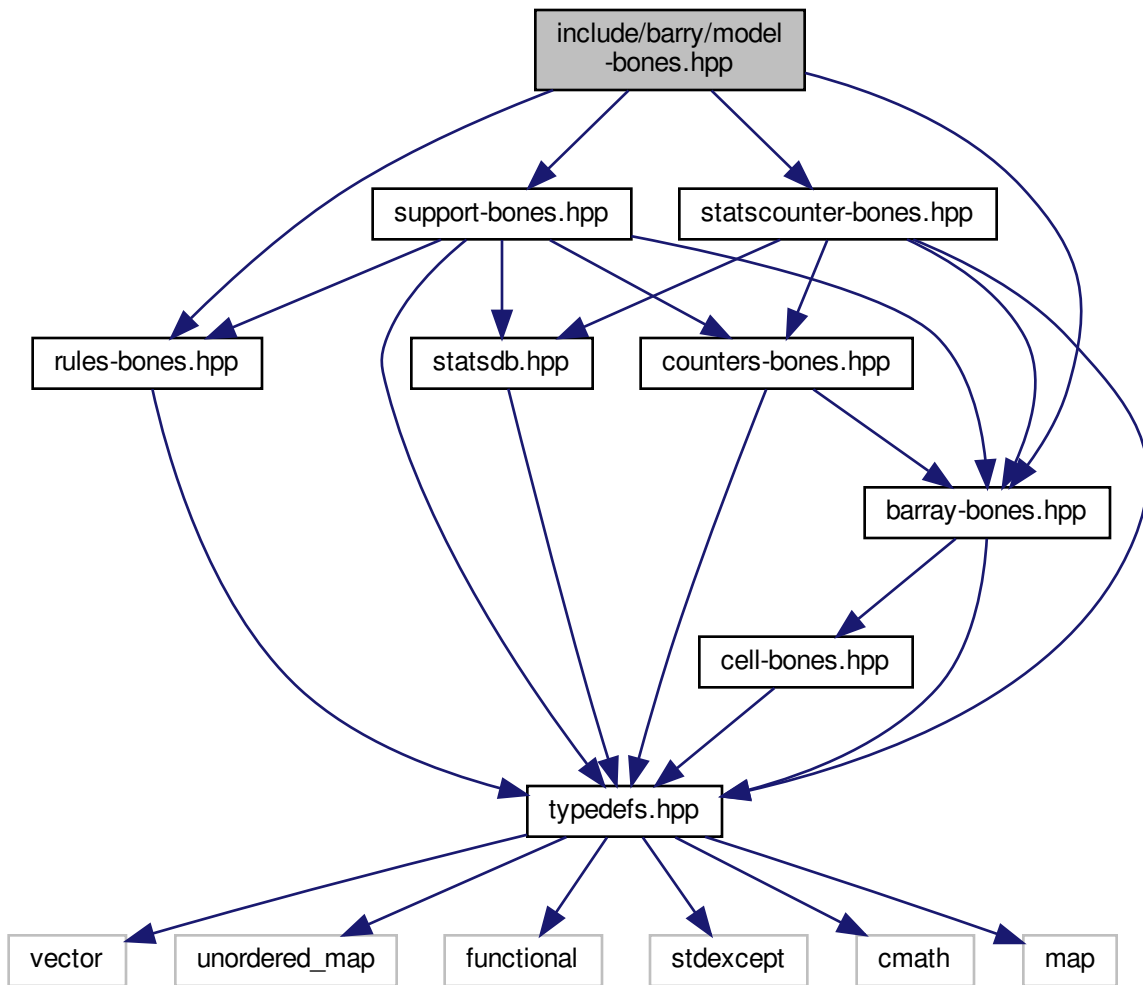 include/barry/model
-bones.hpp
support-bones.hpp
statscounter-bones.hpp
rules-bones.hpp
statsdb.hpp
counters-bones.hpp
barray-bones.hpp
cell-bones.hpp
typedefs.hpp
vector
unordered_map
functional
stdexcept
cmath
map